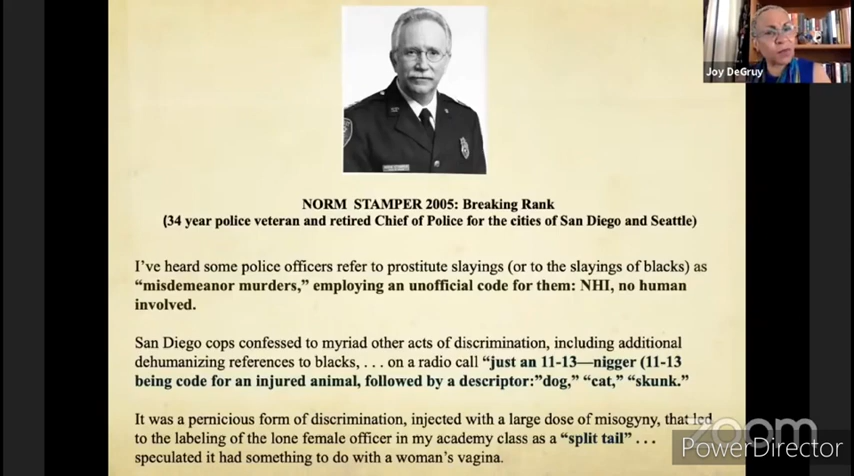 Joy DeGruy
NORM STAMPER 2005: Breaking Rank
(34 year police veteran and retired Chief of Police for the cities of San Diego and Seattle)
I've heard some police officers refer to prostitute slayings (or to the slayings of blacks) as
“misdemeanor murders,” employing an unofficial code for them: NHI, no human
involved.
San Diego cops confessed to myriad other acts of discrimination, including additional
dehumanizing references to blacks, . . . on a radio call “just an 11-13—nigger (11-13
being code for an injured animal, followed by a descriptor:”dog,” “cat,” “skunk.”
It was a pernicious form of discrimination, injected with a large dose of misogyny, that led
to the labeling of the lone female officer in my academy class as a “split tail” . . .
speculated it had something to do with a woman's vagina.
zoom
PowerDirector